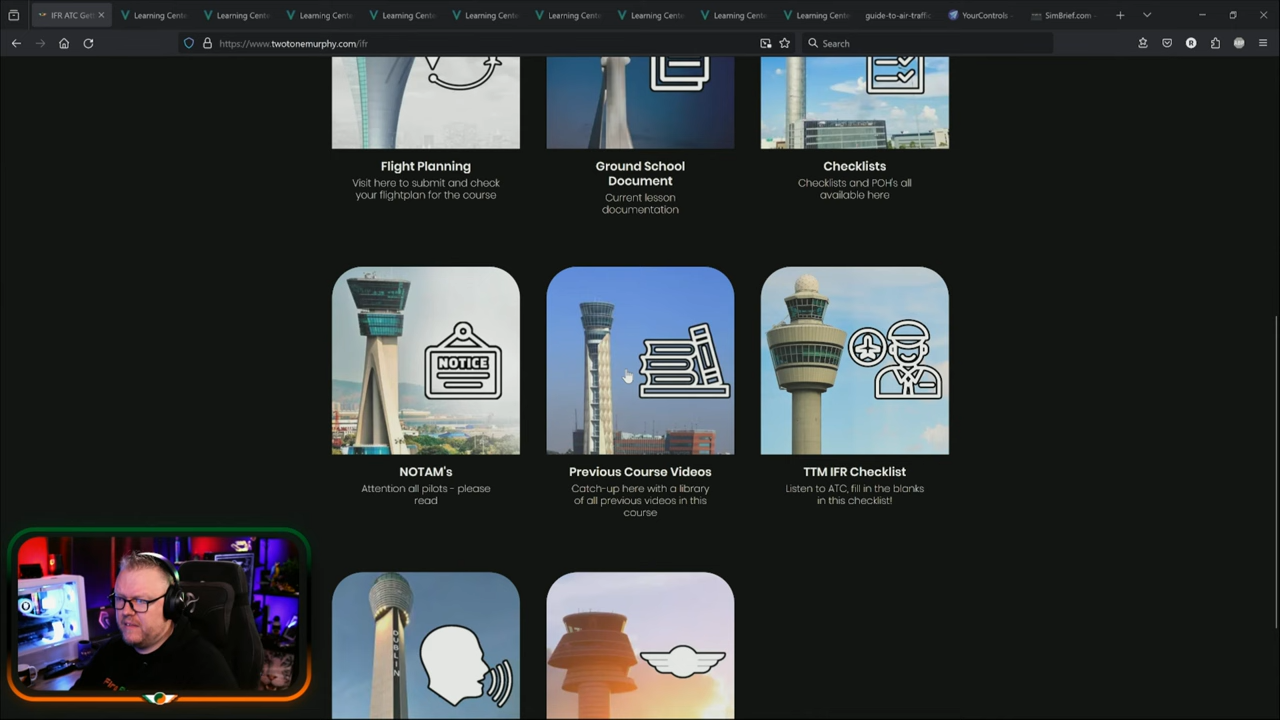 IFR ATC Get
Learning Cente
Learning Cente
Learning Cente
Learning Cente
Learning Cente
Learning Cente
Learning Cente
Learning Cente
Learning Cente
guide-to-air-traffi
YourControls -
SimBrief.com -
https://www.twotonemurphy.com/ifr
Search
Flight Planning
Visit here to submit and check
your flightplan for the course
Ground School
Document
Current lesson
documentation
Checklists
Checklists and POH's all
available here
NOTICE
NOTAM's
Attention all pilots - please
read
Previous Course Videos
Catch-up here with a library
of all previous videos in this
course
TTM IFR Checklist
Listen to ATC, fill in the blanks
in this checklist!
DUBLIN